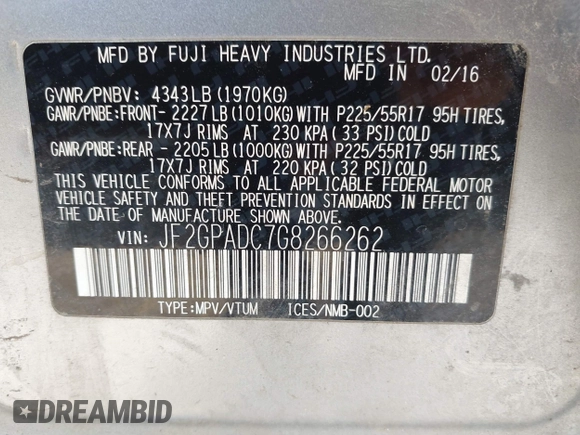 MFD BY FUJI HEAVY INDUSTRIES LTD.
MFD IN 02/16
GVWR/PNBV: 4343LB (1970KG)
GAWR/PNBE:FRONT- 2227LB (1010KG) WITH P225/55R17 95H TIRES,
17X7J RIMS AT 230 KPA (33 PSI) COLD
GAWR/PNBE:REAR - 2205LB (1000KG) WITH P225/55R17 95H TIRES,
17X7J RIMS AT 220 KPA (32 PSI) COLD
THIS VEHICLE CONFORMS TO ALL APPLICABLE FEDERAL MOTOR
VEHICLE SAFETY AND THEFT PREVENTION STANDARDS IN EFFECT
ON THE DATE OF MANUFACTURE SHOWN ABOVE.
VIN: JF2GPADC7G8266262
TYPE:MPV/VTUM ICES/NMB-002
DREAMBID